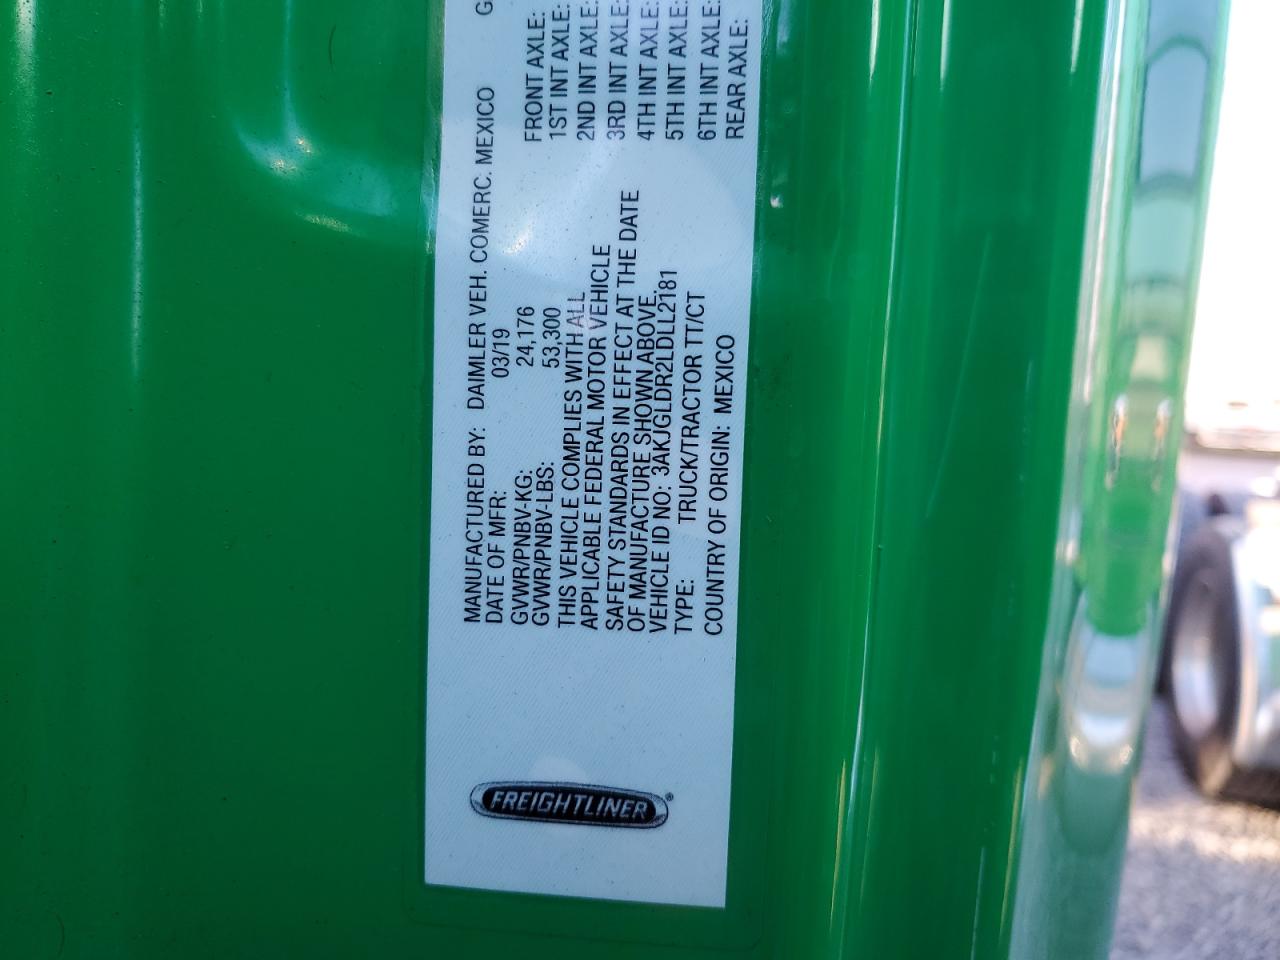 FREIGHTLINER ®
MANUFACTURED BY: DAIMLER VEH. COMERC. MEXICO G
DATE OF MFR: 03/19
GVWR/PNBV-KG: 24,176
GVWR/PNBV-LBS: 53,300
THIS VEHICLE COMPLIES WITH ALL
APPLICABLE FEDERAL MOTOR VEHICLE
SAFETY STANDARDS IN EFFECT AT THE DATE
OF MANUFACTURE SHOWN ABOVE.
VEHICLE ID NO: 3AKJGLDR2LDLL2181
TYPE: TRUCK/TRACTOR TT/CT
COUNTRY OF ORIGIN: MEXICO
FRONT AXLE:
1ST INT AXLE:
2ND INT AXLE:
3RD INT AXLE:
4TH INT AXLE:
5TH INT AXLE:
6TH INT AXLE:
REAR AXLE: